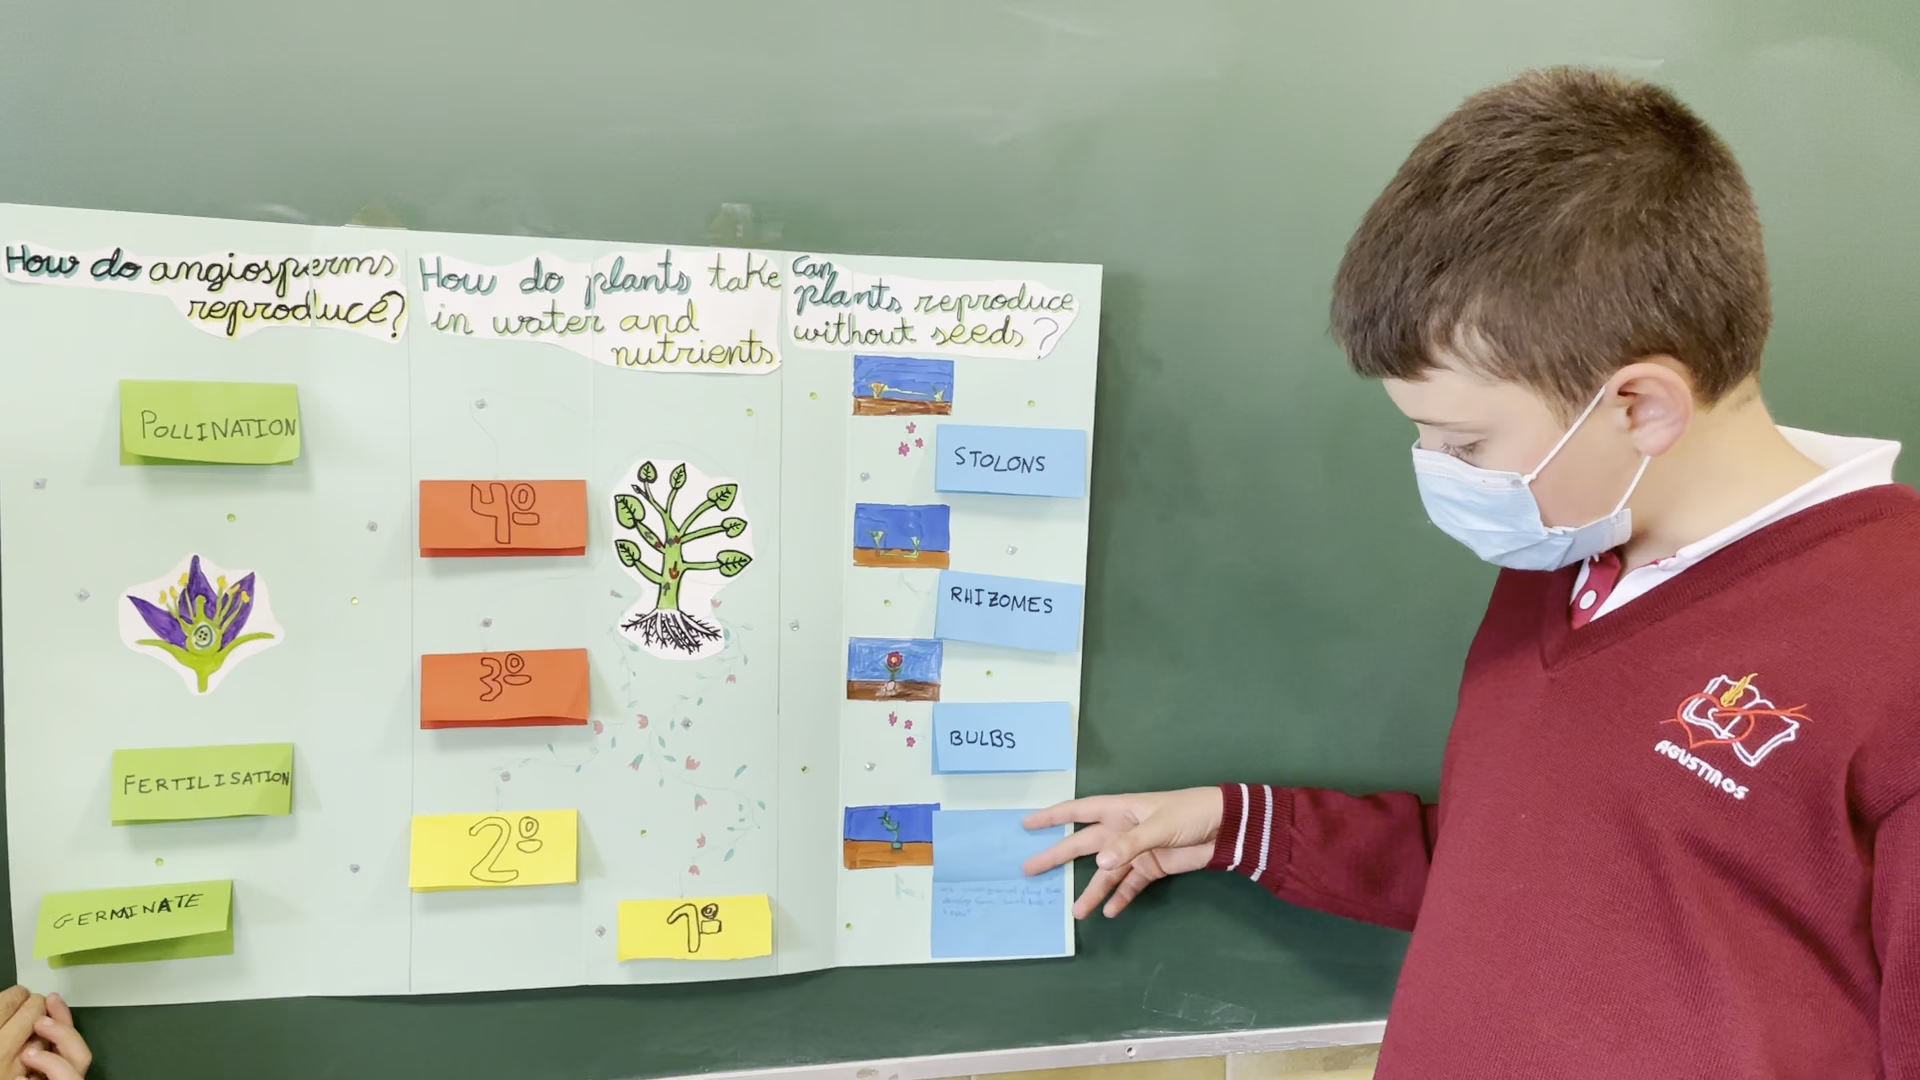 How do angiosperms
reproduce?
POLLINATION
FERTILISATION
GERMINATE
How do plants take
in water and
nutrients
4º
3º
2º
1º
Can
plants reproduce
without seeds?
STOLONS
RHIZOMES
BULBS
AGUSTINOS